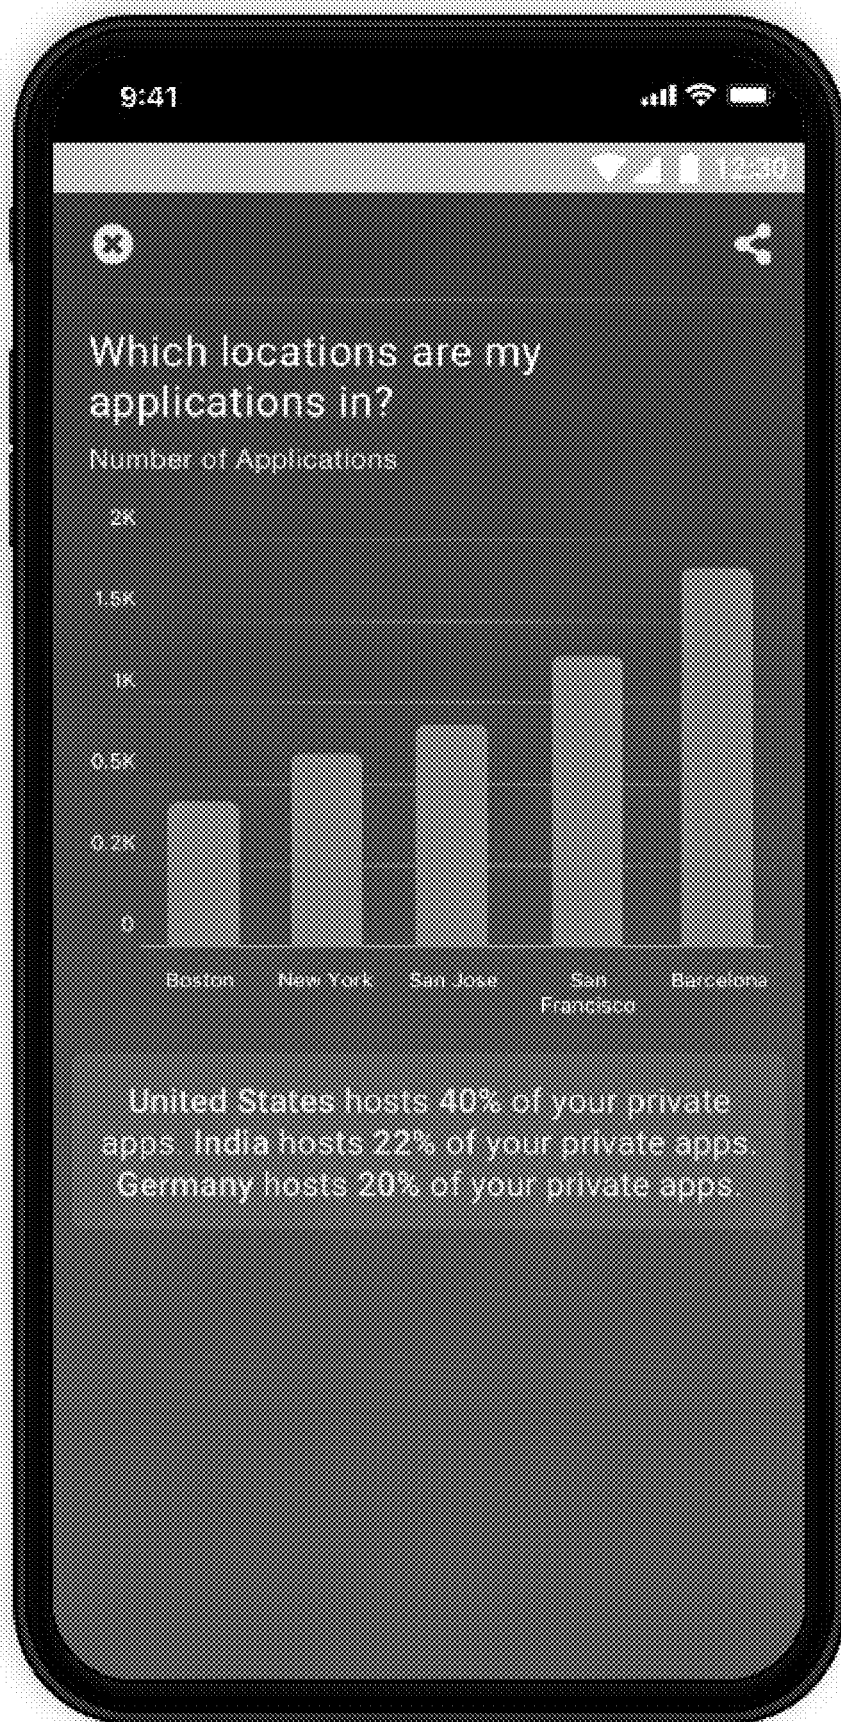 9:41
12:30
Which locations are my
applications in?
Number of Applications
2K
1.5K
1K
0.5K
0.2K
0
Boston New York San Jose San Francisco Barcelona
United States hosts 40% of your private
apps. India hosts 22% of your private apps.
Germany hosts 20% of your private apps.